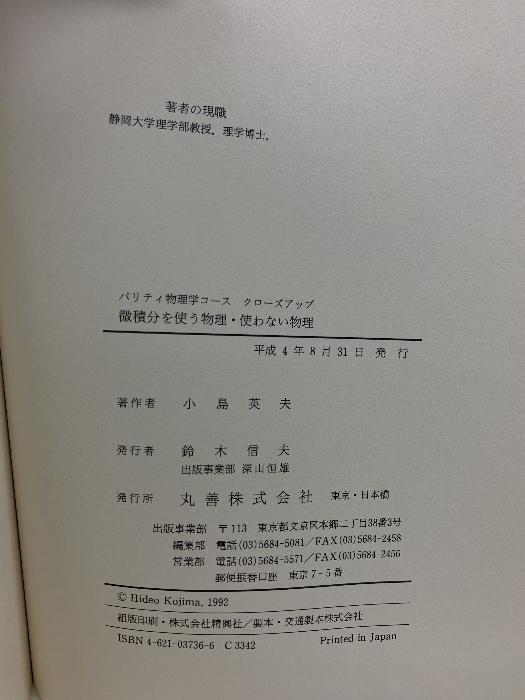 著者の現職
静岡大学理学部教授．理学博士．
パリティ物理学コース　クローズアップ
微積分を使う物理・使わない物理
平成 4 年 8 月 31 日　発　行
著作者　小　島　英　夫
発行者　鈴　木　信　夫
出版事業部　深山恒雄
発行所　丸善株式会社　東京・日本橋
出版事業部　〒113　東京都文京区本郷二丁目38番3号
編集部　電話(03)5684-5081／FAX(03)5684-2458
営業部　電話(03)5684-5571／FAX(03)5684-2456
郵便振替口座　東京 7-5 番
© Hideo Kojima, 1992
組版印刷・株式会社精興社／製本・交通製本株式会社
ISBN 4-621-03736-6　C 3342　Printed in Japan